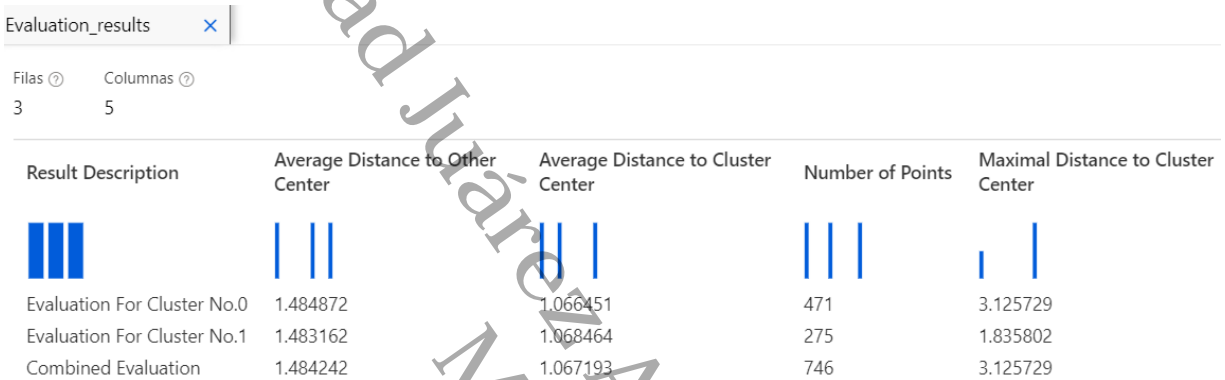 Evaluation_results ×
Filas Columnas
3 5
Result Description Average Distance to Other Center Average Distance to Cluster Center Number of Points Maximal Distance to Cluster Center
Evaluation For Cluster No.0 1.484872 1.066451 471 3.125729
Evaluation For Cluster No.1 1.483162 1.068464 275 1.835802
Combined Evaluation 1.484242 1.067193 746 3.125729
ad Juárez A